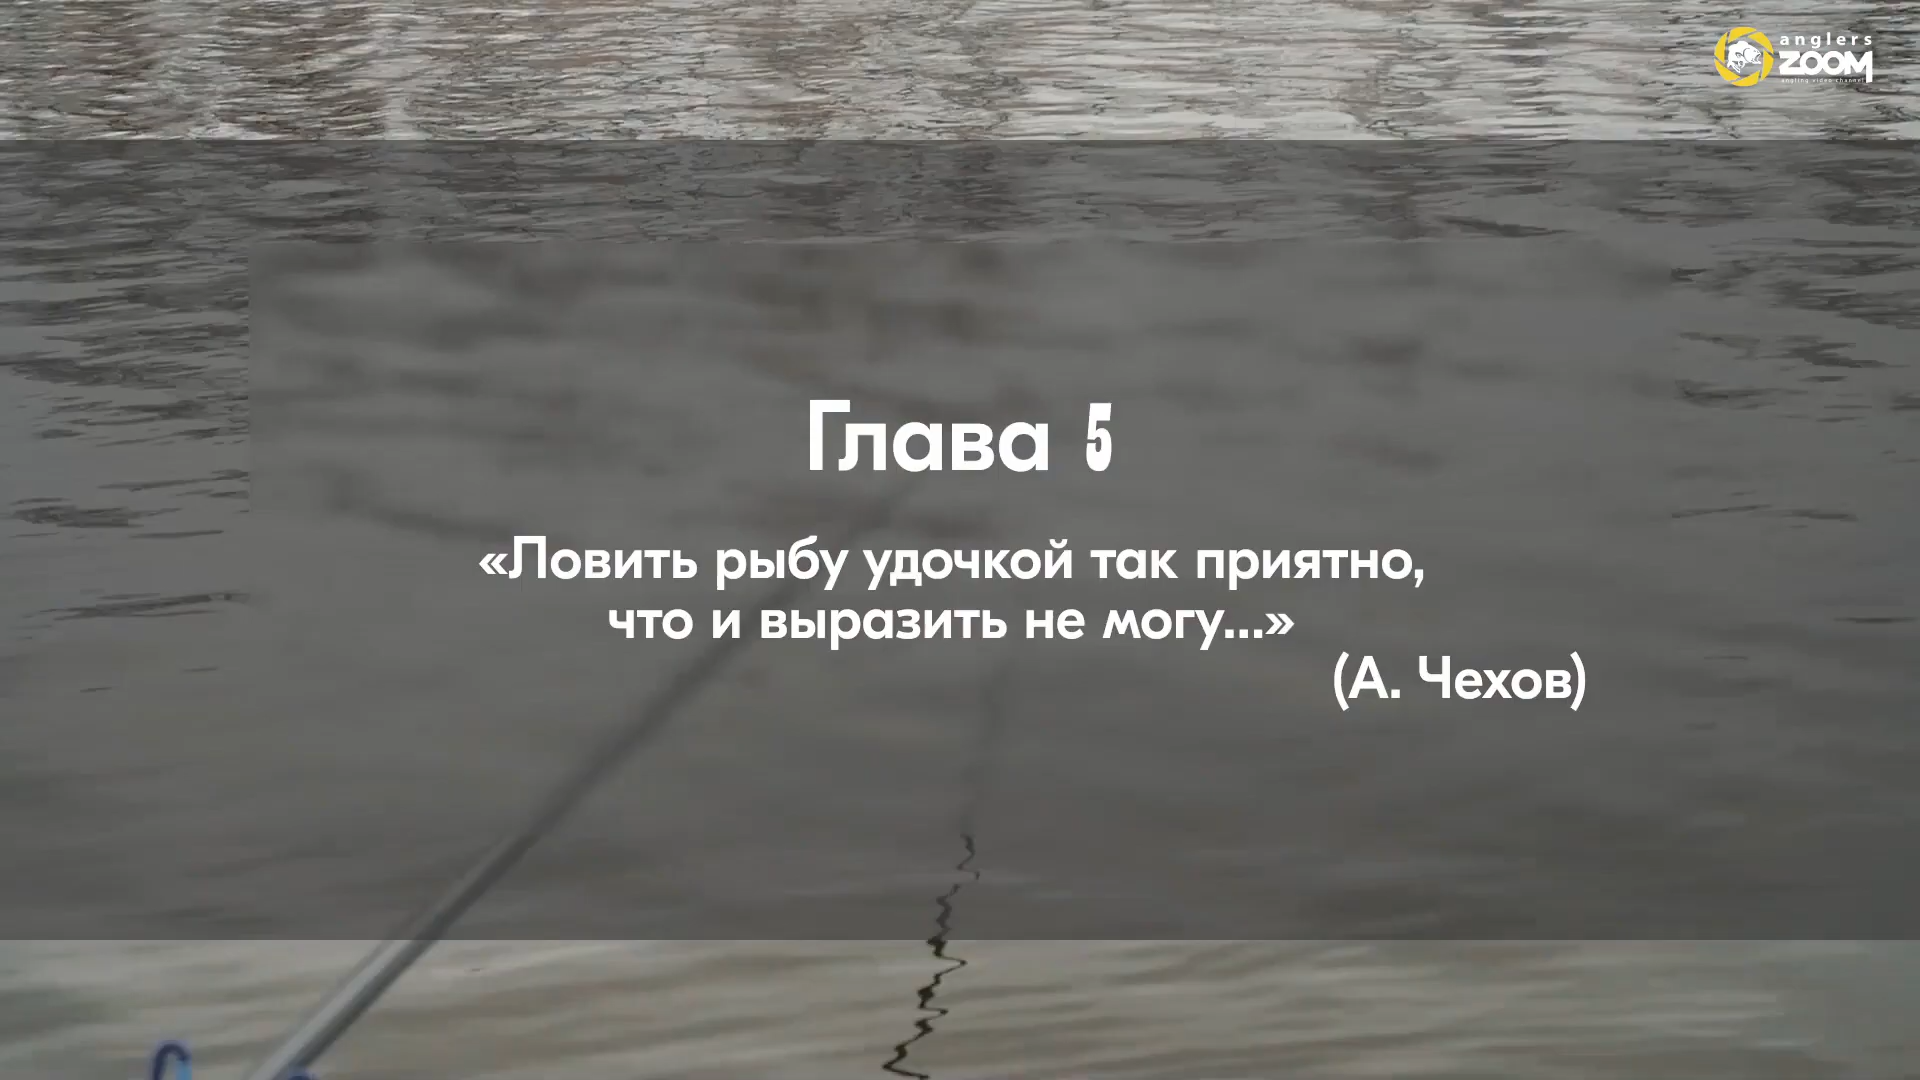 anglers
ZOOM
angling video channel
Глава 5
«Ловить рыбу удочкой так приятно,
что и выразить не могу...»
(А. Чехов)